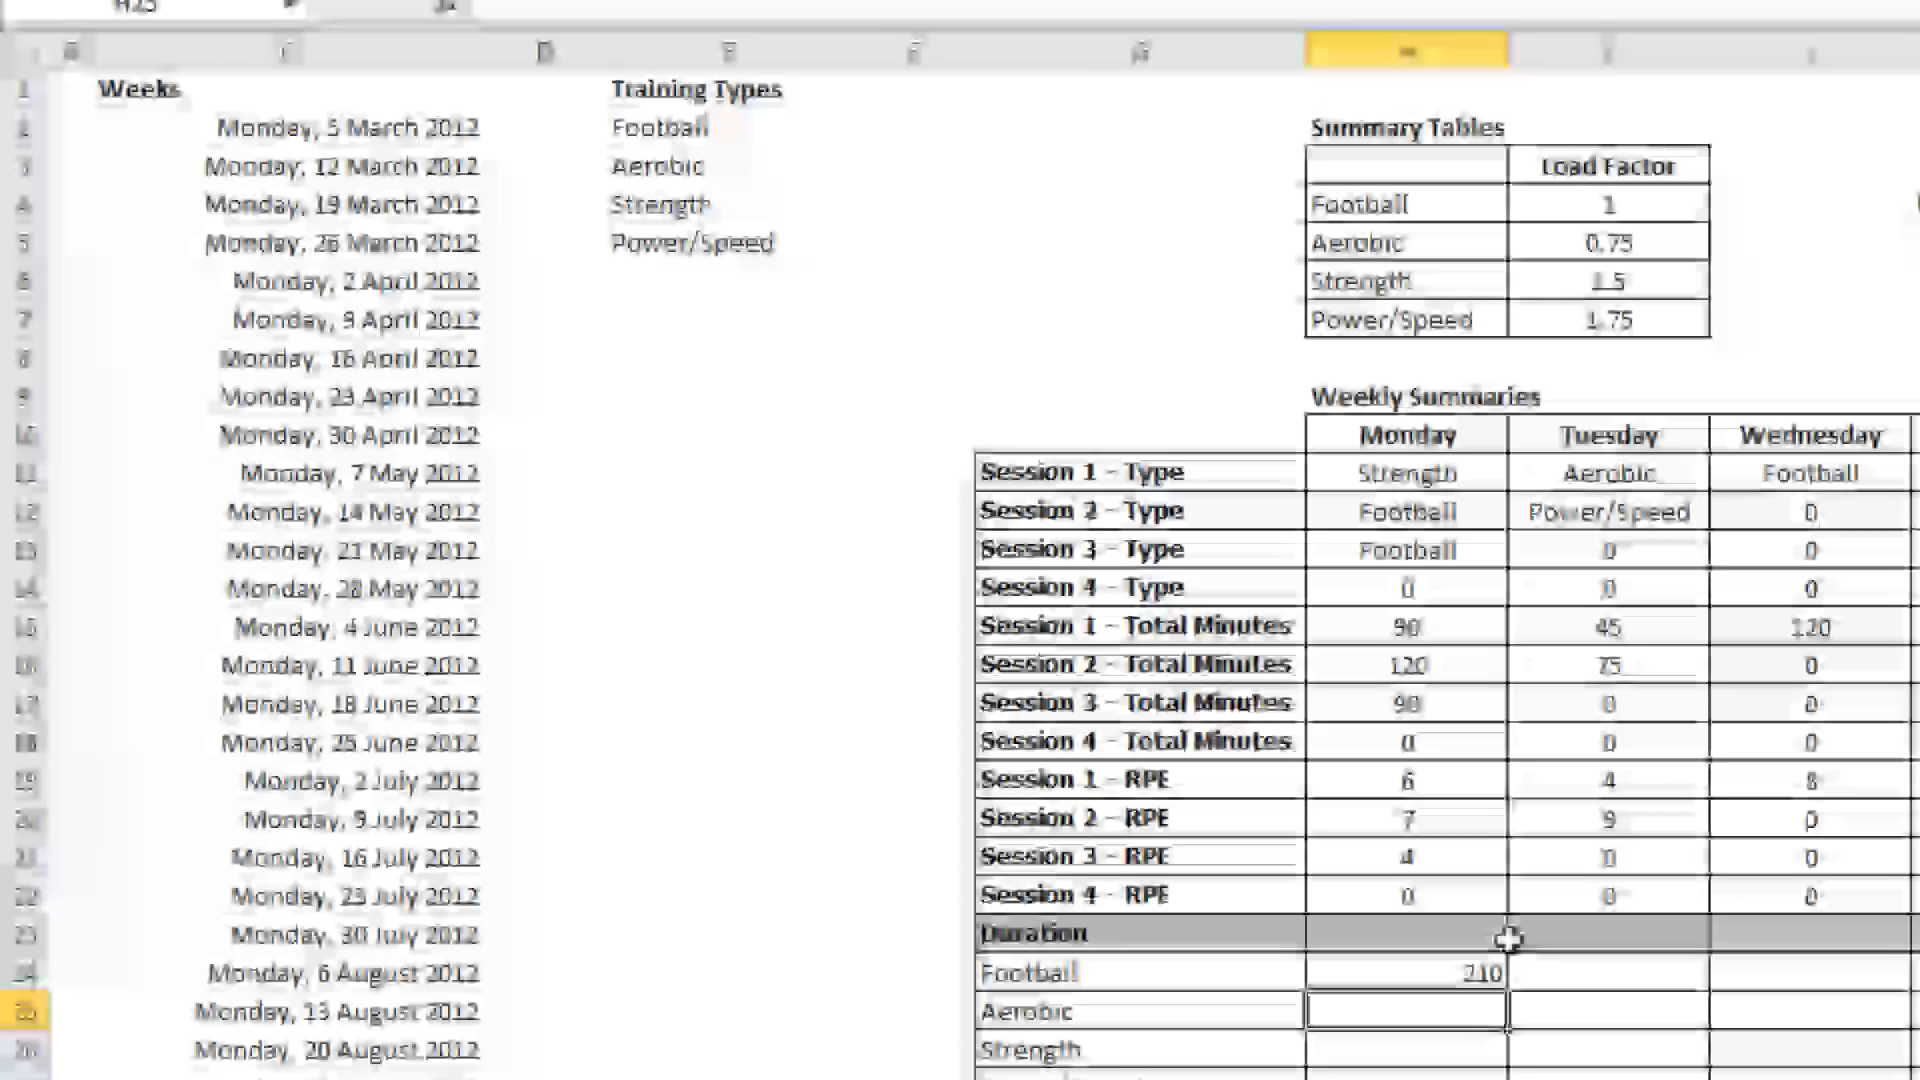 H25
Weeks Training Types
Monday, 5 March 2012 Football Summary Tables
Monday, 12 March 2012 Aerobic Load Factor
Monday, 19 March 2012 Strength Football 1
Monday, 26 March 2012 Power/Speed Aerobic 0.75
Monday, 2 April 2012 Strength 1.5
Monday, 9 April 2012 Power/Speed 1.75
Monday, 16 April 2012
Monday, 23 April 2012 Weekly Summaries
Monday, 30 April 2012 Monday Tuesday Wednesday
Monday, 7 May 2012 Session 1 - Type Strength Aerobic Football
Monday, 14 May 2012 Session 2 - Type Football Power/Speed 0
Monday, 21 May 2012 Session 3 - Type Football 0 0
Monday, 28 May 2012 Session 4 - Type 0 0 0
Monday, 4 June 2012 Session 1 - Total Minutes 90 45 120
Monday, 11 June 2012 Session 2 - Total Minutes 120 75 0
Monday, 18 June 2012 Session 3 - Total Minutes 90 0 0
Monday, 25 June 2012 Session 4 - Total Minutes 0 0 0
Monday, 2 July 2012 Session 1 - RPE 6 4 8
Monday, 9 July 2012 Session 2 - RPE 7 9 0
Monday, 16 July 2012 Session 3 - RPE 4 0 0
Monday, 23 July 2012 Session 4 - RPE 0 0 0
Monday, 30 July 2012 Duration
Monday, 6 August 2012 Football 210
Monday, 13 August 2012 Aerobic
Monday, 20 August 2012 Strength